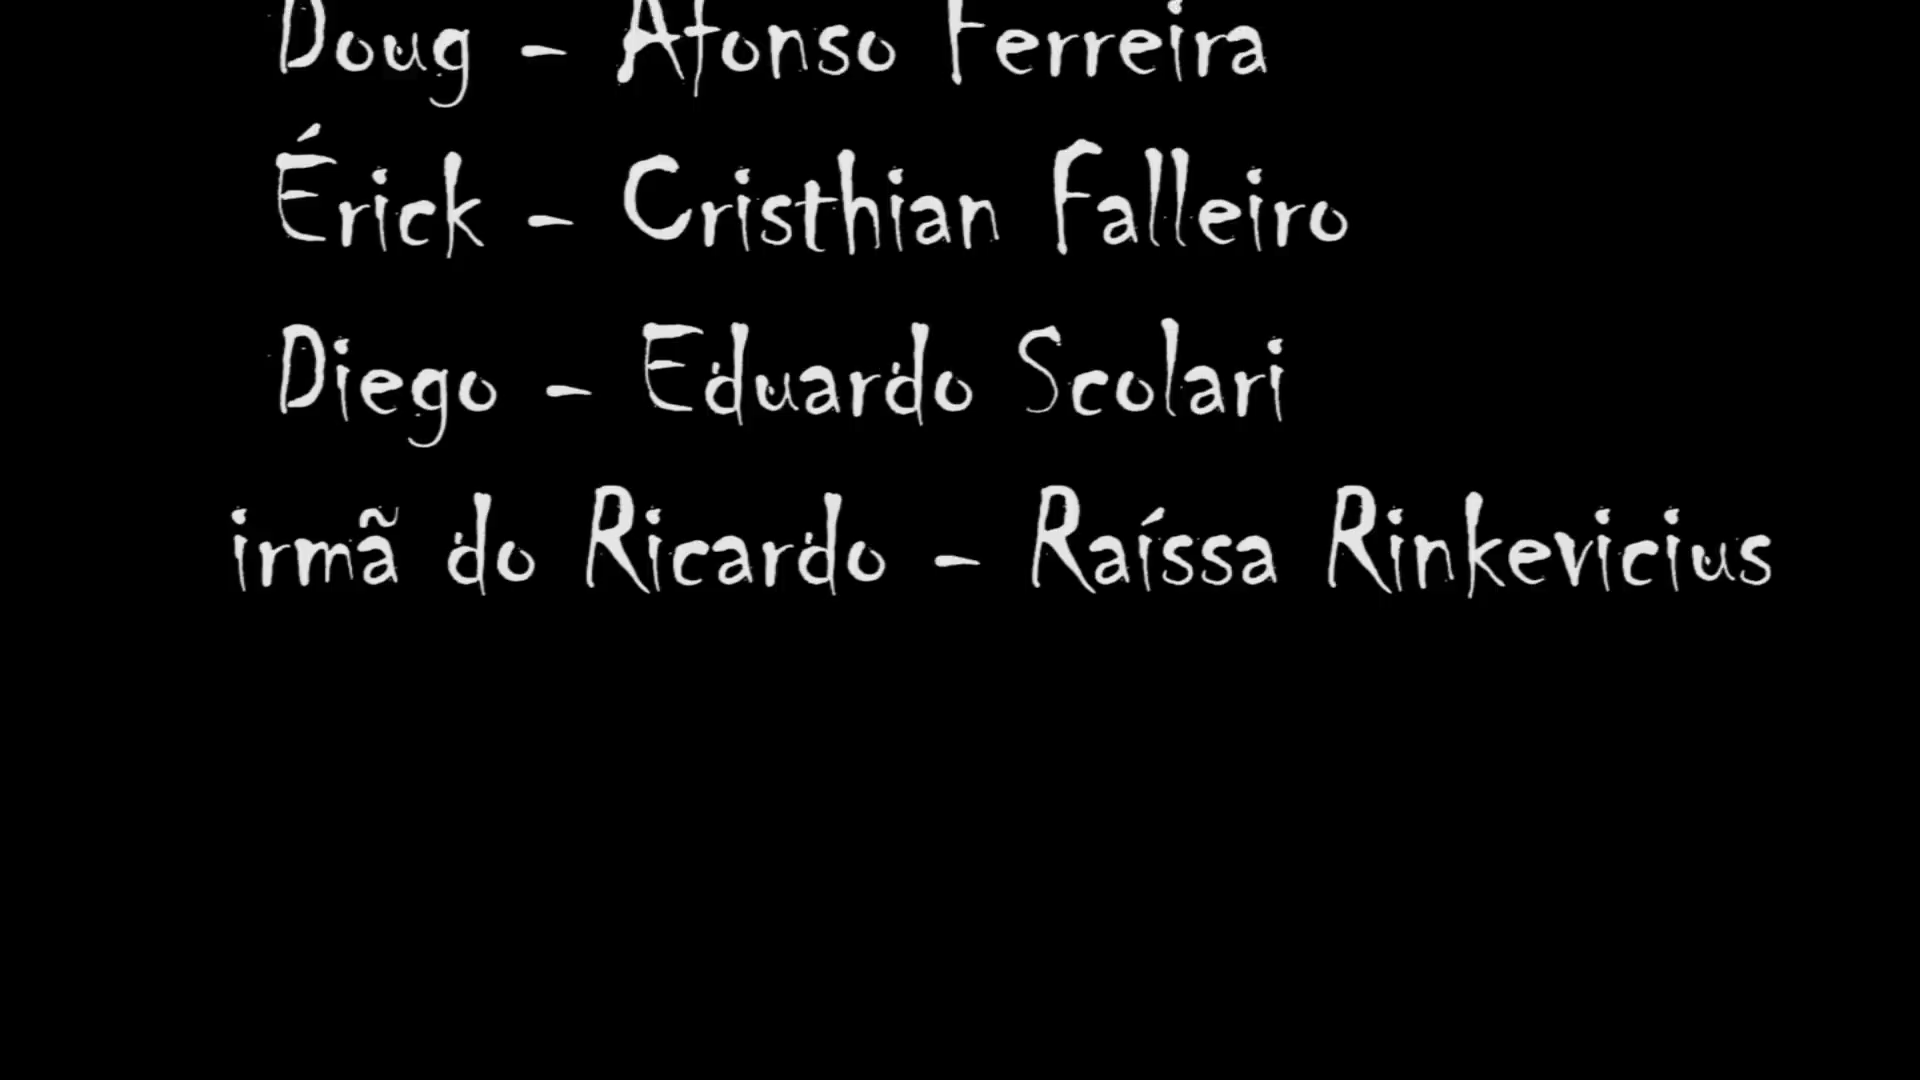 Doug - Afonso Ferreira
Érick - Cristhian Falleiro
Diego - Eduardo Scolari
irmã do Ricardo - Raíssa Rinkevicius